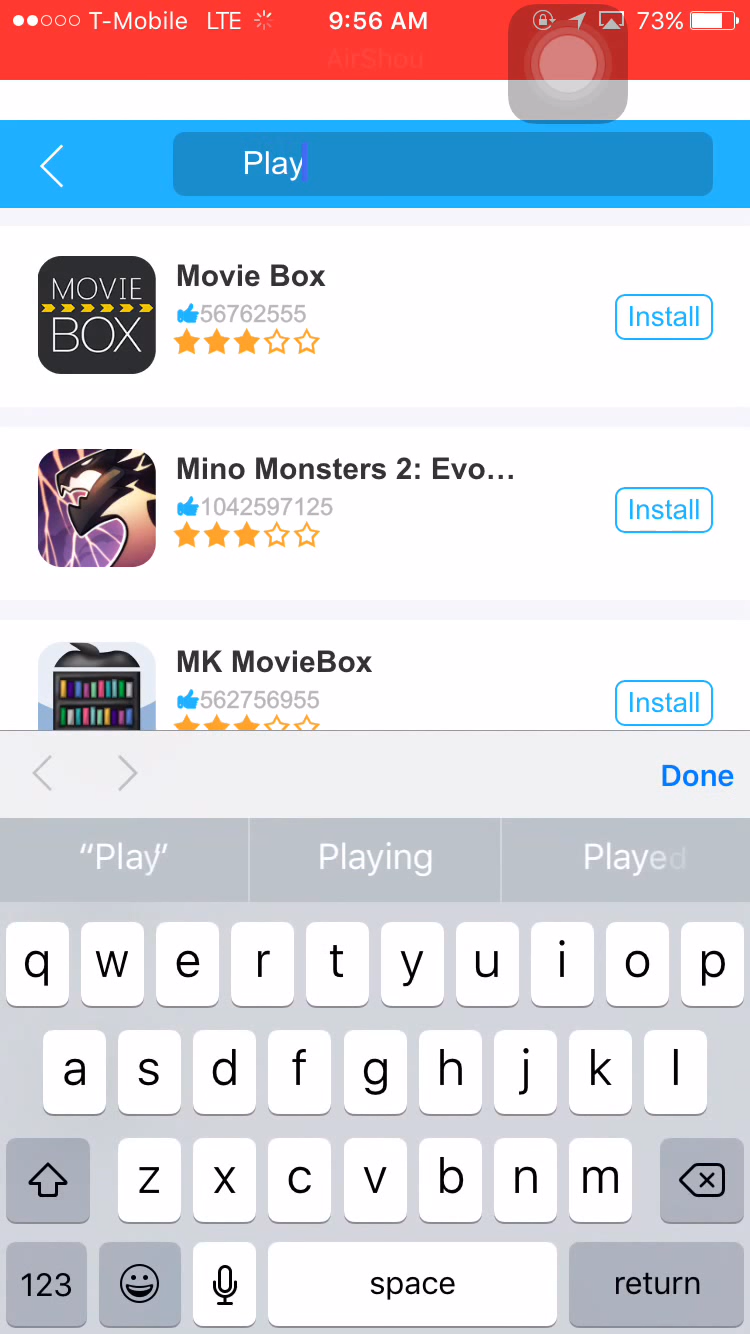 T-Mobile LTE 9:56 AM 73%
AirShou
Play
MOVIE
BOX
Movie Box
56762555
Install
Mino Monsters 2: Evo...
1042597125
Install
MK MovieBox
562756955
Install
Done
“Play” Playing Played
q w e r t y u i o p
a s d f g h j k l
z x c v b n m
123 space return